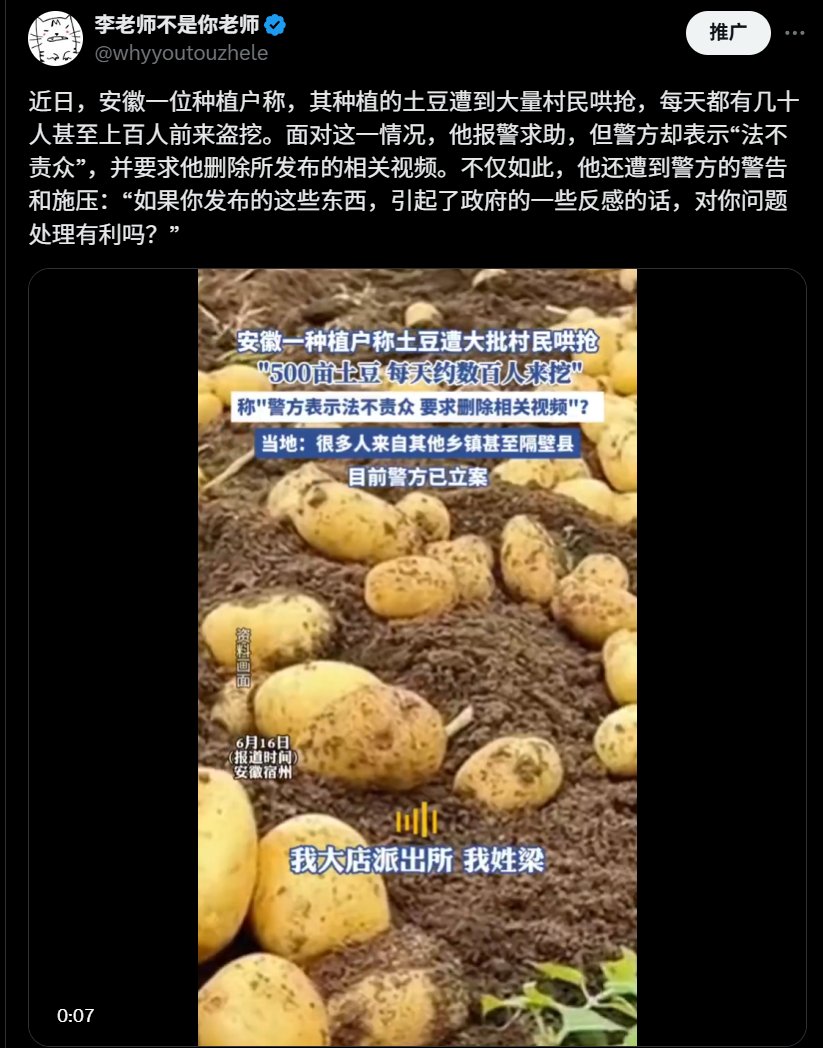 李老师不是你老师
@whyyoutouzhele
推广
近日，安徽一位种植户称，其种植的土豆遭到大量村民哄抢，每天都有几十
人甚至上百人前来盗挖。面对这一情况，他报警求助，但警方却表示“法不
责众”，并要求他删除所发布的相关视频。不仅如此，他还遭到警方的警告
和施压：“如果你发布的这些东西，引起了政府的一些反感的话，对你问题
处理有利吗？”
安徽一种植户称土豆遭大批村民哄抢
"500亩土豆 每天约数百人来挖"
称"警方表示法不责众 要求删除相关视频"？
当地：很多人来自其他乡镇甚至隔壁县
目前警方已立案
资料画面
6月16日
（报道时间）
安徽宿州
我大店派出所 我姓梁
0:07